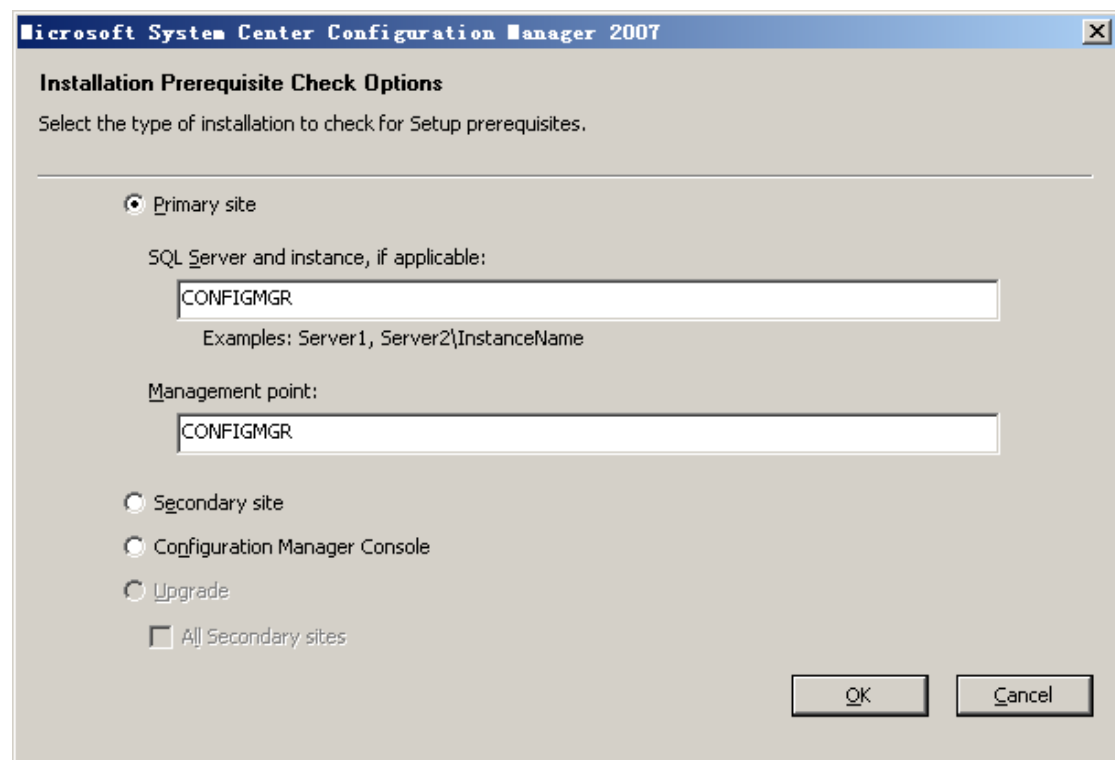 Microsoft System Center Configuration Manager 2007
Installation Prerequisite Check Options
Select the type of installation to check for Setup prerequisites.
Primary site
SQL Server and instance, if applicable:
CONFIGMGR
Examples: Server1, Server2\InstanceName
Management point:
CONFIGMGR
Secondary site
Configuration Manager Console
Upgrade
All Secondary sites
OK Cancel